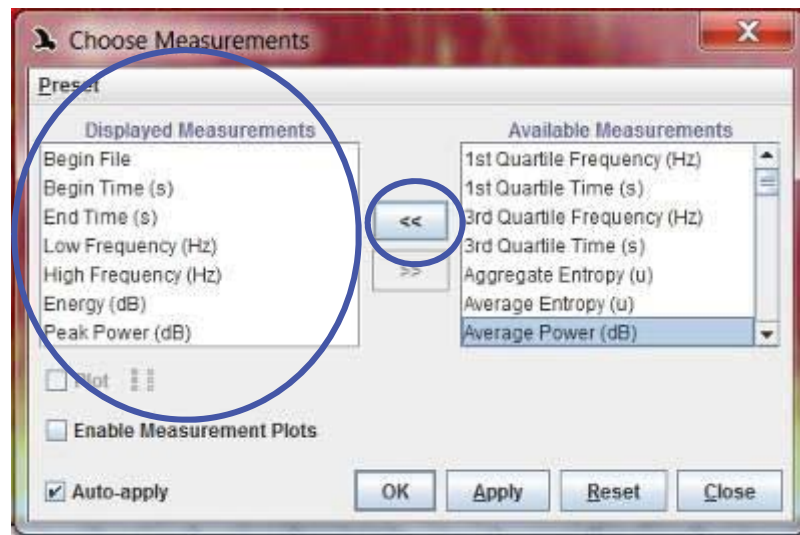 Choose Measurements
Preset
Displayed Measurements
Begin File
Begin Time (s)
End Time (s)
Low Frequency (Hz)
High Frequency (Hz)
Energy (dB)
Peak Power (dB)
<<
>>
Available Measurements
1st Quartile Frequency (Hz)
1st Quartile Time (s)
3rd Quartile Frequency (Hz)
3rd Quartile Time (s)
Aggregate Entropy (u)
Average Entropy (u)
Average Power (dB)
Plot
Enable Measurement Plots
Auto-apply
OK
Apply
Reset
Close